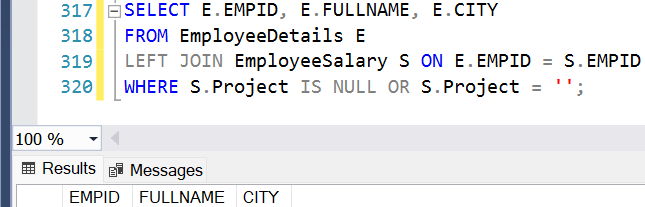 317 SELECT E.EMPID, E.FULLNAME, E.CITY
318 FROM EmployeeDetails E
319 LEFT JOIN EmployeeSalary S ON E.EMPID = S.EMPID
320 WHERE S.Project IS NULL OR S.Project = '';
100 %
Results Messages
EMPID FULLNAME CITY